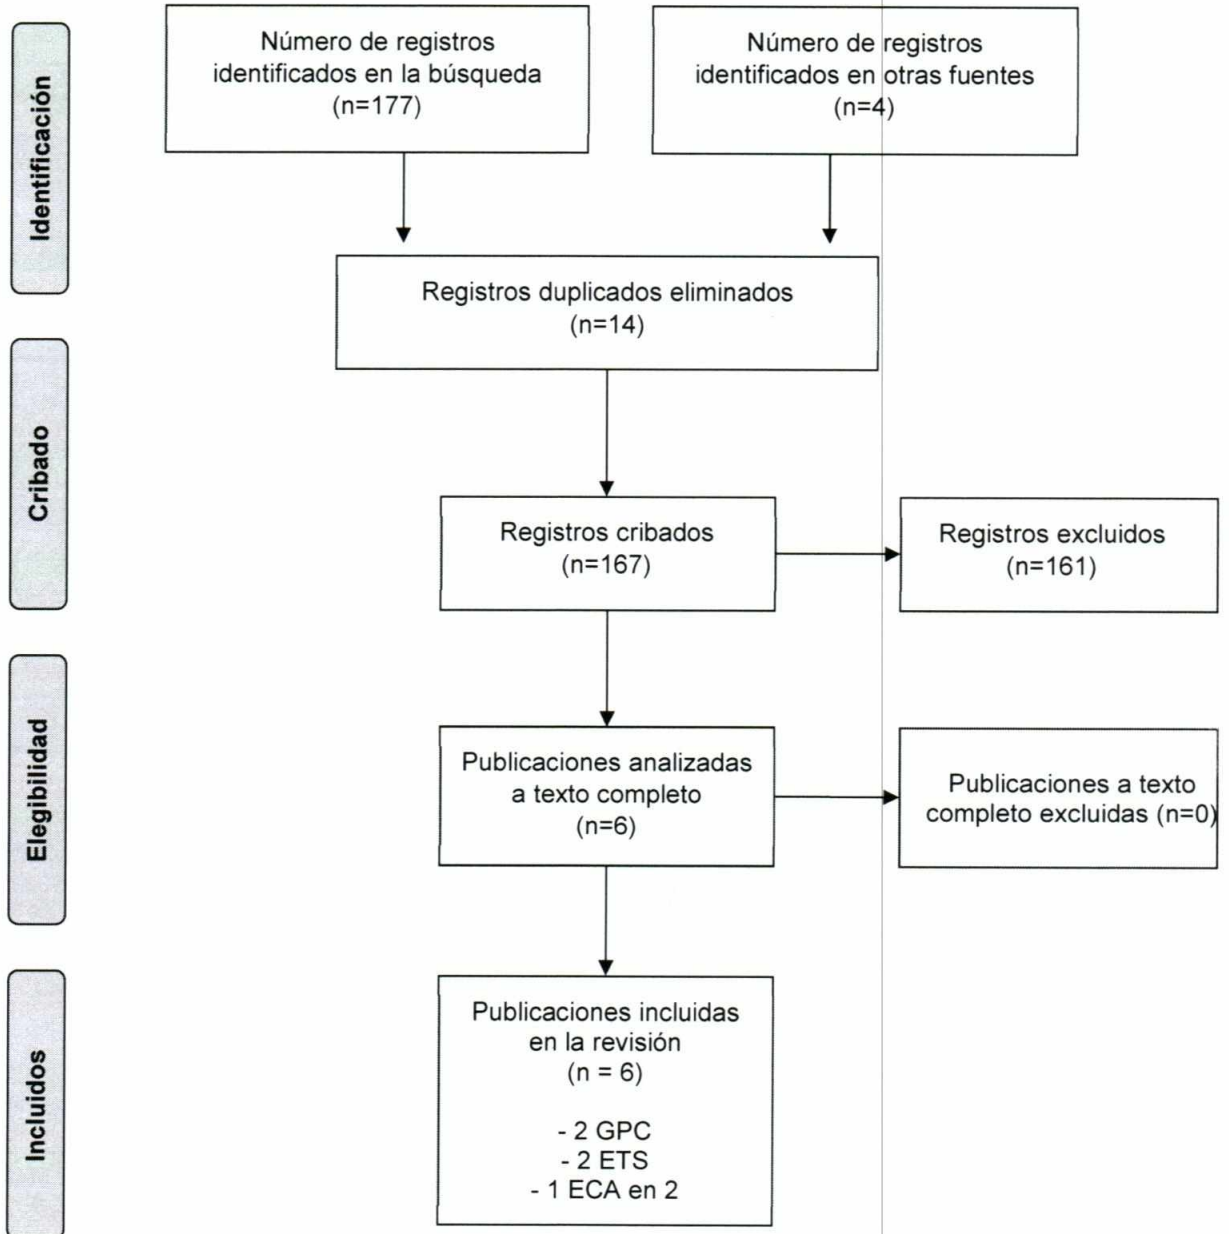 Identificación
Número de registros
identificados en la búsqueda
(n=177)
Número de registros
identificados en otras fuentes
(n=4)
Registros duplicados eliminados
(n=14)
Cribado
Registros cribados
(n=167)
Registros excluidos
(n=161)
Elegibilidad
Publicaciones analizadas
a texto completo
(n=6)
Publicaciones a texto
completo excluidas (n=0)
Incluidos
Publicaciones incluidas
en la revisión
(n = 6)
- 2 GPC
- 2 ETS
- 1 ECA en 2